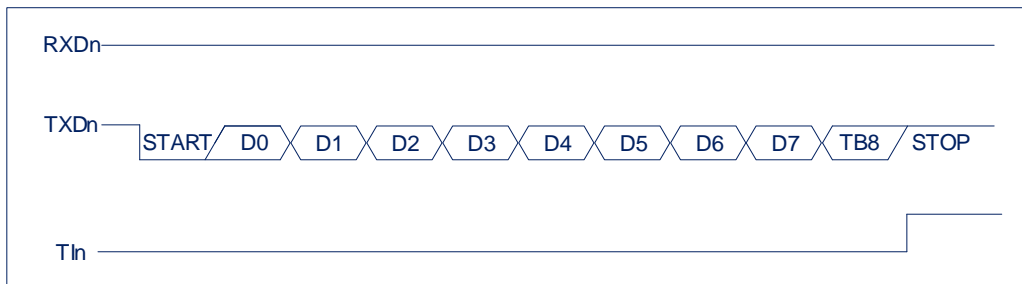 RXDn
TXDn
START D0 D1 D2 D3 D4 D5 D6 D7 TB8 STOP
TIn